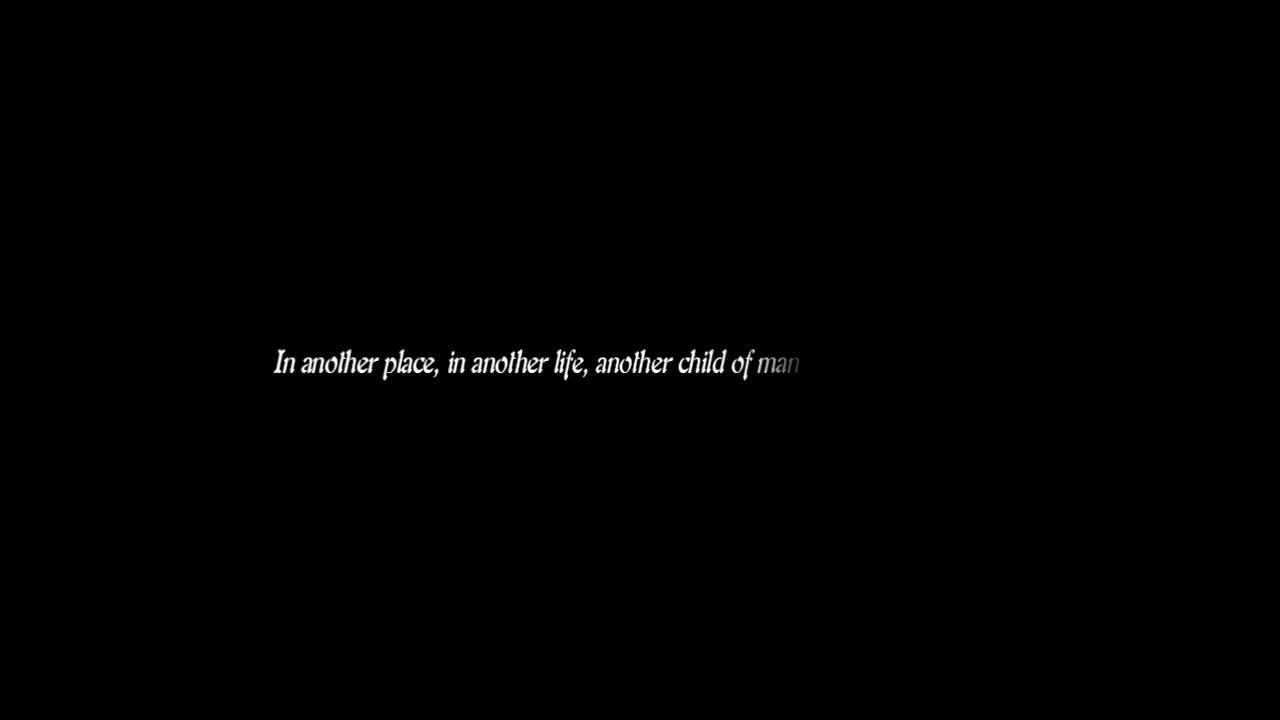 In another place, in another life, another child of man